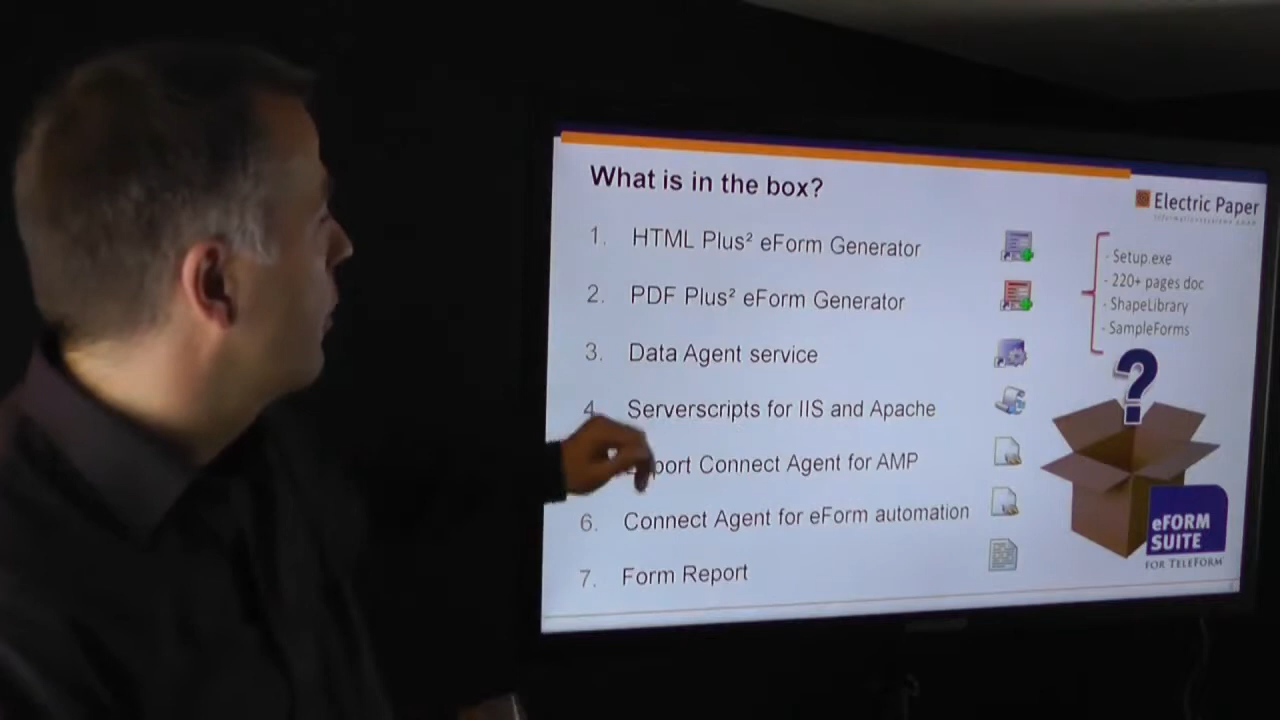 What is in the box?
Electric Paper
1. HTML Plus² eForm Generator
2. PDF Plus² eForm Generator
3. Data Agent service
4. Serverscripts for IIS and Apache
Connect Agent for AMP
6. Connect Agent for eForm automation
7. Form Report
- Setup.exe
- 220+ pages doc
- ShapeLibrary
- SampleForms
?
eFORM
SUITE
FOR TELEFORM